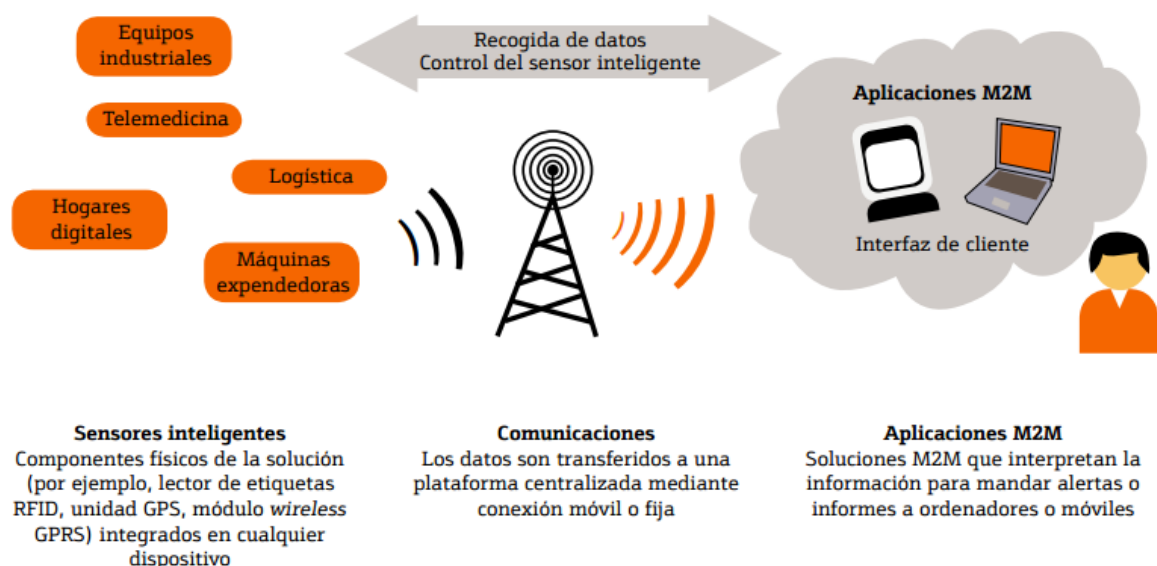 Equipos
industriales
Telemedicina
Logística
Hogares
digitales
Máquinas
expendedoras
Recogida de datos
Control del sensor inteligente
Aplicaciones M2M
Interfaz de cliente
Sensores inteligentes
Componentes físicos de la solución
(por ejemplo, lector de etiquetas
RFID, unidad GPS, módulo wireless
GPRS) integrados en cualquier
dispositivo
Comunicaciones
Los datos son transferidos a una
plataforma centralizada mediante
conexión móvil o fija
Aplicaciones M2M
Soluciones M2M que interpretan la
información para mandar alertas o
informes a ordenadores o móviles